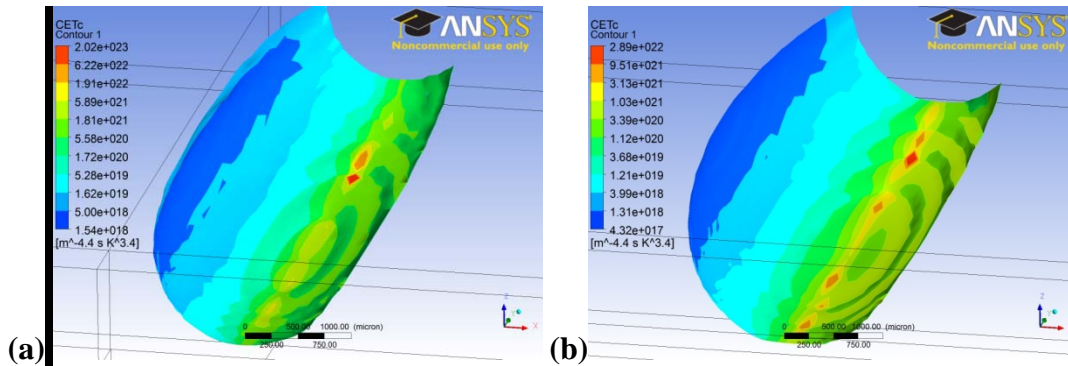 CETc
Contour 1
2.02e+023
6.22e+022
1.91e+022
5.89e+021
1.81e+021
5.58e+020
1.72e+020
5.28e+019
1.62e+019
5.00e+018
1.54e+018
[m^-4.4 s K^3.4]
ANSYS
Noncommercial use only
0 500.00 1000.00 (micron)
250.00 750.00
Z
Y
X
(a)
CETc
Contour 1
2.89e+022
9.51e+021
3.13e+021
1.03e+021
3.39e+020
1.12e+020
3.68e+019
1.21e+019
3.99e+018
1.31e+018
4.32e+017
[m^-4.4 s K^3.4]
ANSYS
Noncommercial use only
0 500.00 1000.00 (micron)
250.00 750.00
Z
Y
X
(b)